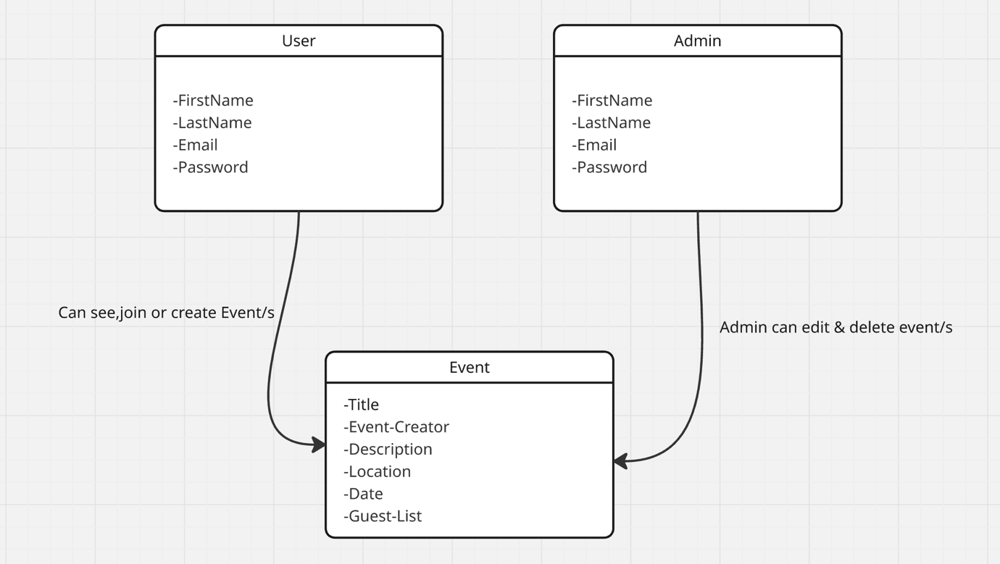 User
-FirstName
-LastName
-Email
-Password
Admin
-FirstName
-LastName
-Email
-Password
Can see,join or create Event/s
Admin can edit & delete event/s
Event
-Title
-Event-Creator
-Description
-Location
-Date
-Guest-List